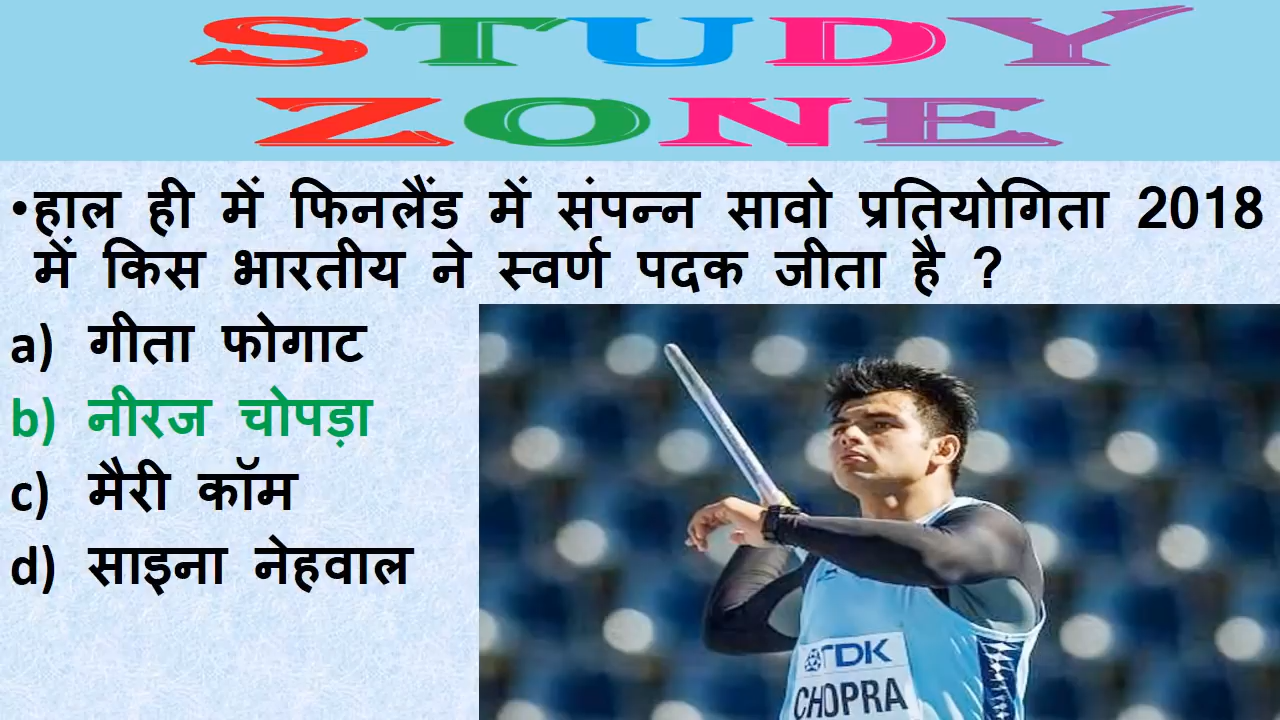 STUDY
ZONE
•हाल ही में फिनलैंड में संपन्न सावो प्रतियोगिता 2018
में किस भारतीय ने स्वर्ण पदक जीता है ?
a) गीता फोगाट
b) नीरज चोपड़ा
c) मैरी कॉम
d) साइना नेहवाल
TDK
CHOPRA